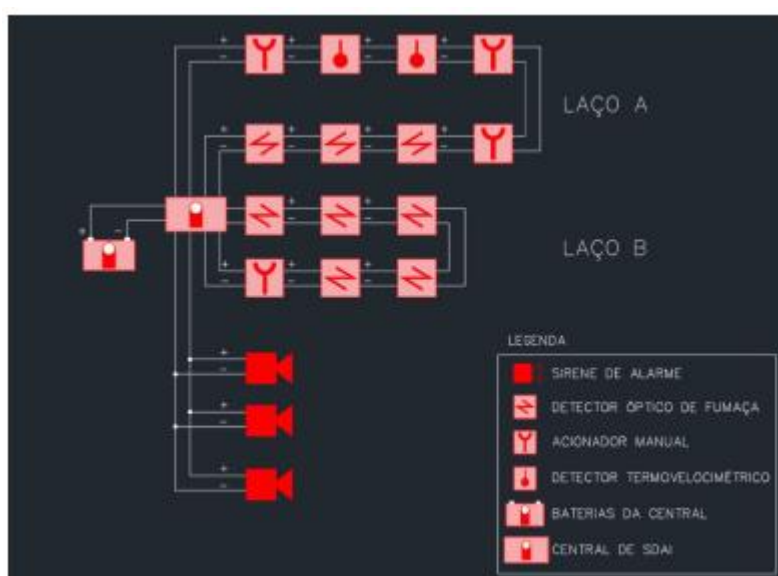 LAÇO A
LAÇO B
LEGENDA
SIRENE DE ALARME
DETECTOR ÓPTICO DE FUMAÇA
ACIONADOR MANUAL
DETECTOR TERMOVELOCIMÉTRICO
BATERIAS DA CENTRAL
CENTRAL DE SDAI